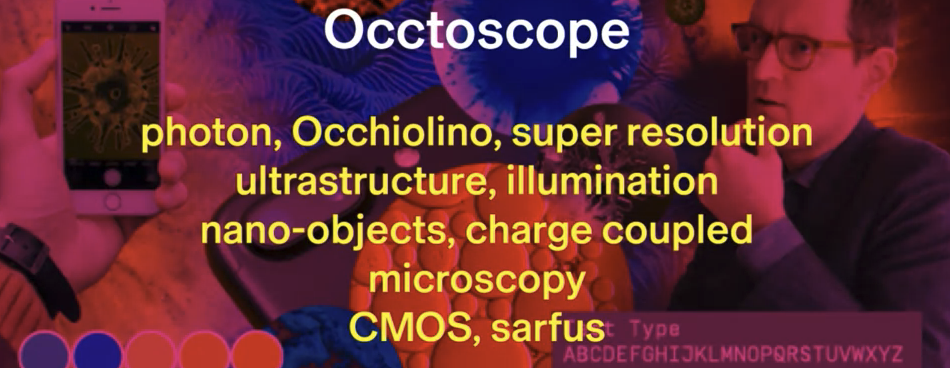 Occtoscope
photon, Occhiolino, super resolution
ultrastructure, illumination
nano-objects, charge coupled
microscopy
CMOS, sarfus
Type
ABCDEFGHIJKLMNOPQRSTUVWXYZ